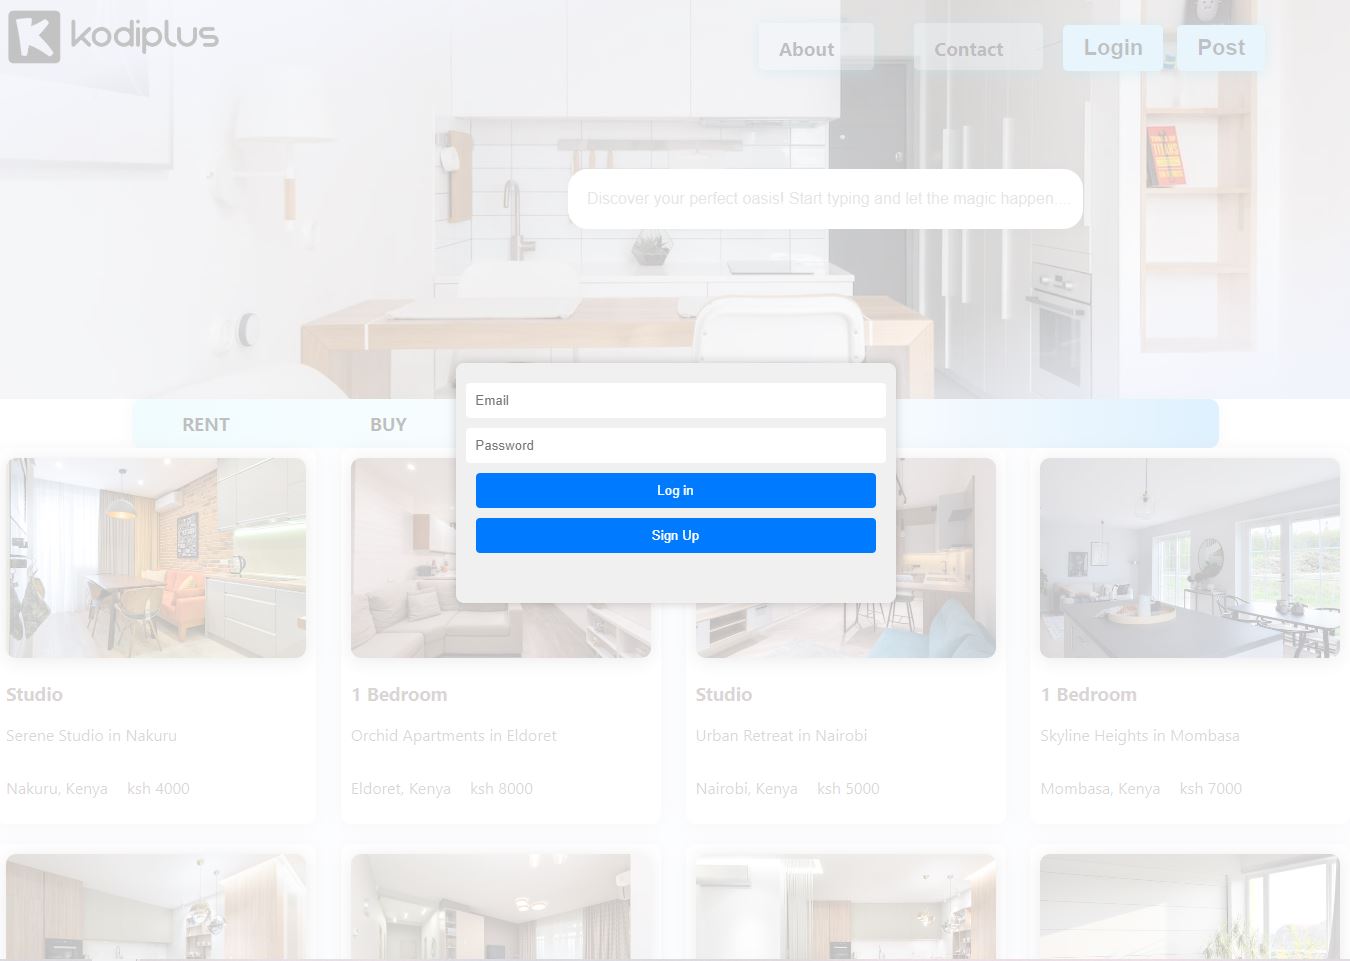 kodiplus
About
Contact
Login
Post
Discover your perfect oasis! Start typing and let the magic happen....
RENT
BUY
Email
Password
Log in
Sign Up
Studio
Serene Studio in Nakuru
Nakuru, Kenya ksh 4000
1 Bedroom
Orchid Apartments in Eldoret
Eldoret, Kenya ksh 8000
Studio
Urban Retreat in Nairobi
Nairobi, Kenya ksh 5000
1 Bedroom
Skyline Heights in Mombasa
Mombasa, Kenya ksh 7000